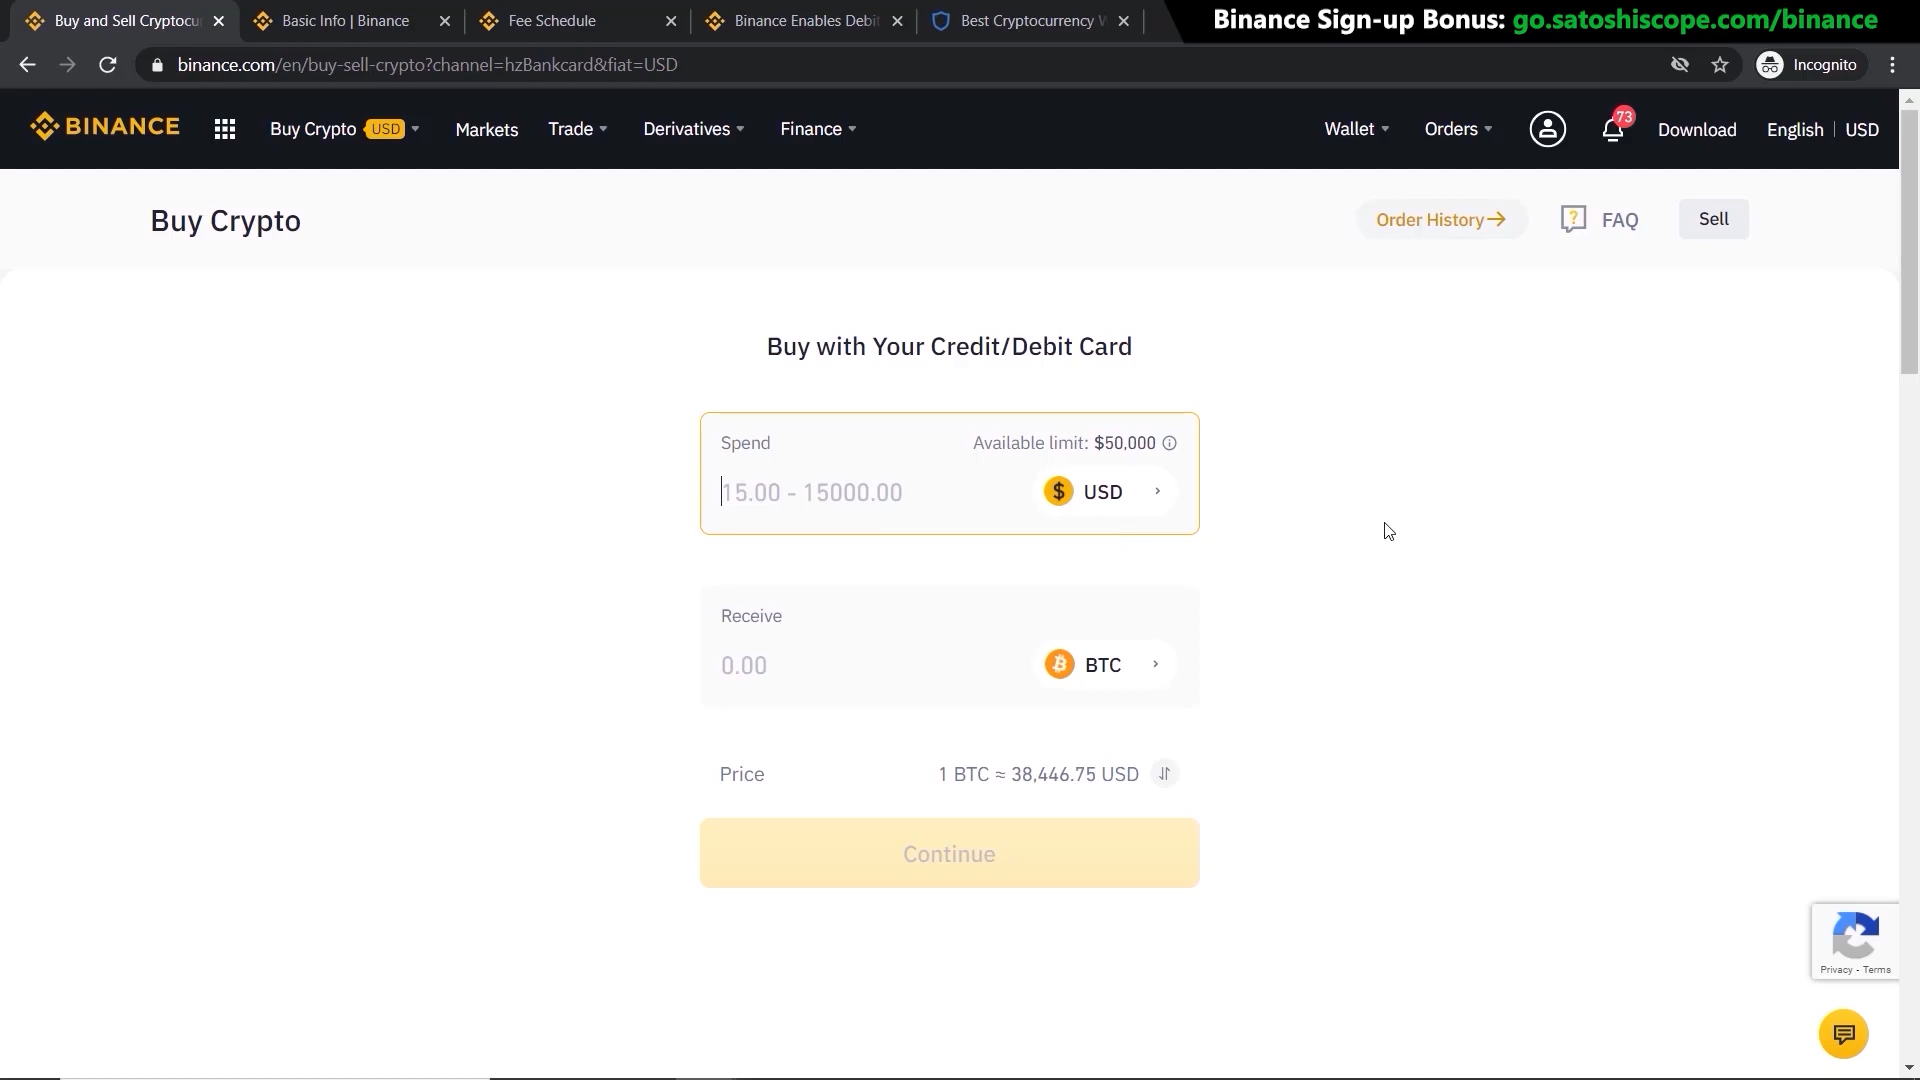 Buy and Sell Cryptocu
Basic Info | Binance
Fee Schedule
Binance Enables Debit
Best Cryptocurrency W
Binance Sign-up Bonus: go.satoshiscope.com/binance
binance.com/en/buy-sell-crypto?channel=hzBankcard&fiat=USD
Incognito
BINANCE
Buy Crypto USD
Markets
Trade
Derivatives
Finance
Wallet
Orders
73
Download
English
USD
Buy Crypto
Order History
FAQ
Sell
Buy with Your Credit/Debit Card
Spend
Available limit: $50,000
15.00 - 15000.00
USD
Receive
0.00
BTC
Price
1 BTC ≈ 38,446.75 USD
Continue
Privacy - Terms